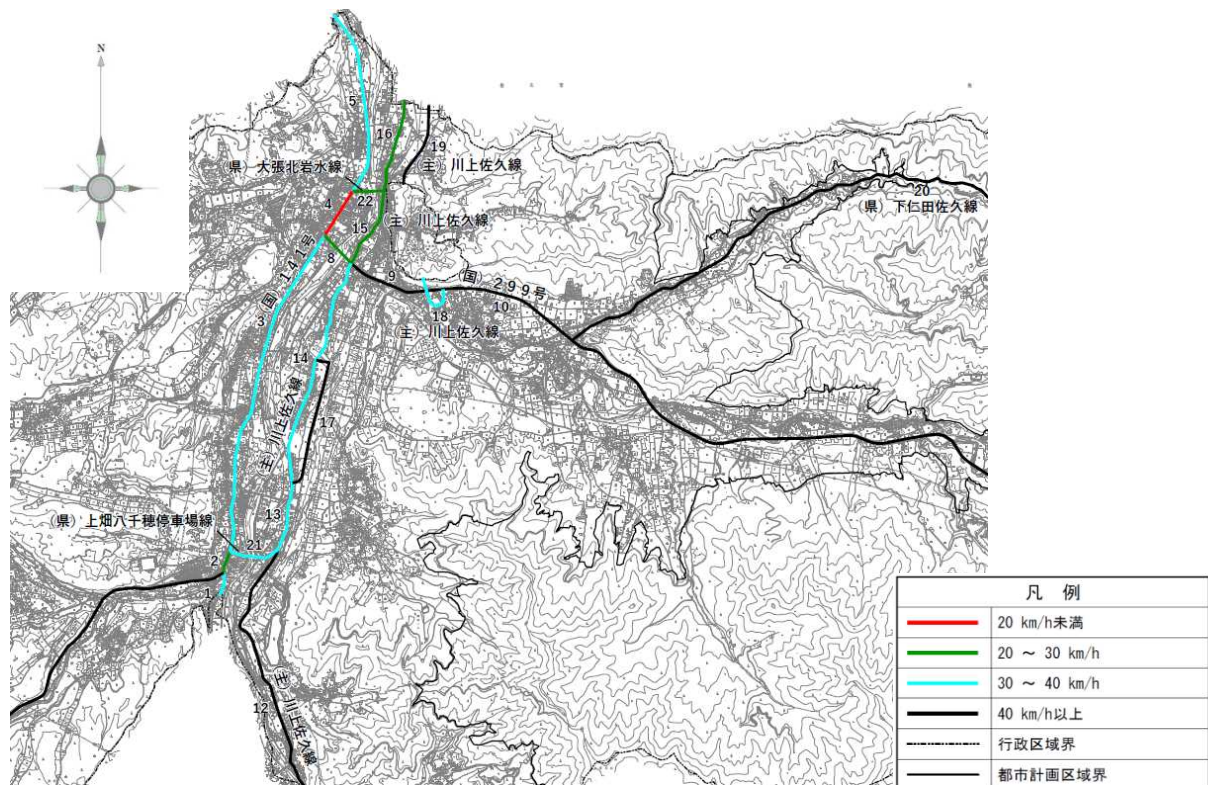 N
5
16
19
(主) 川上佐久線
県) 大張北岩水線
4
22
20
(県) 下仁田佐久線
15
主) 川上佐久線
8
9
(国) 141号
3
(国) 299号
10
18
(主) 川上佐久線
14
主) 川上佐久線
17
13
(県) 上畑八千穂停車場線
21
2
1
12
(主) 川上佐久線
凡 例
20 km/h未満
20 ～ 30 km/h
30 ～ 40 km/h
40 km/h以上
行政区域界
都市計画区域界